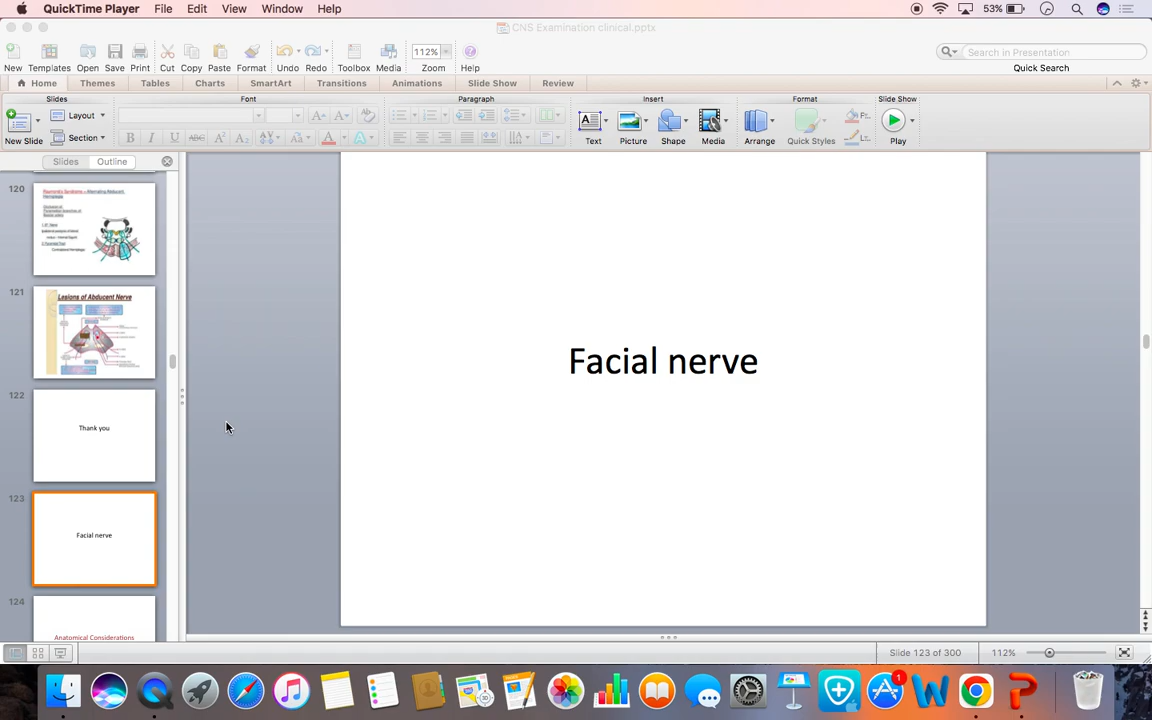 QuickTime Player File Edit View Window Help
53%
CNS Examination clinical.pptx
112%
Search in Presentation
New Templates Open Save Print Cut Copy Paste Format Undo Redo Toolbox Media Zoom Help
Quick Search
Home Themes Tables Charts SmartArt Transitions Animations Slide Show Review
Slides Font Paragraph Insert Format Slide Show
Layout
Section
New Slide
B I U ABC A A
Text Picture Shape Media Arrange Quick Styles Play
Slides Outline
120
121
Lesions of Abducent Nerve
122
Thank you
123
Facial nerve
124
Anatomical Considerations
Facial nerve
Slide 123 of 300 112%
1